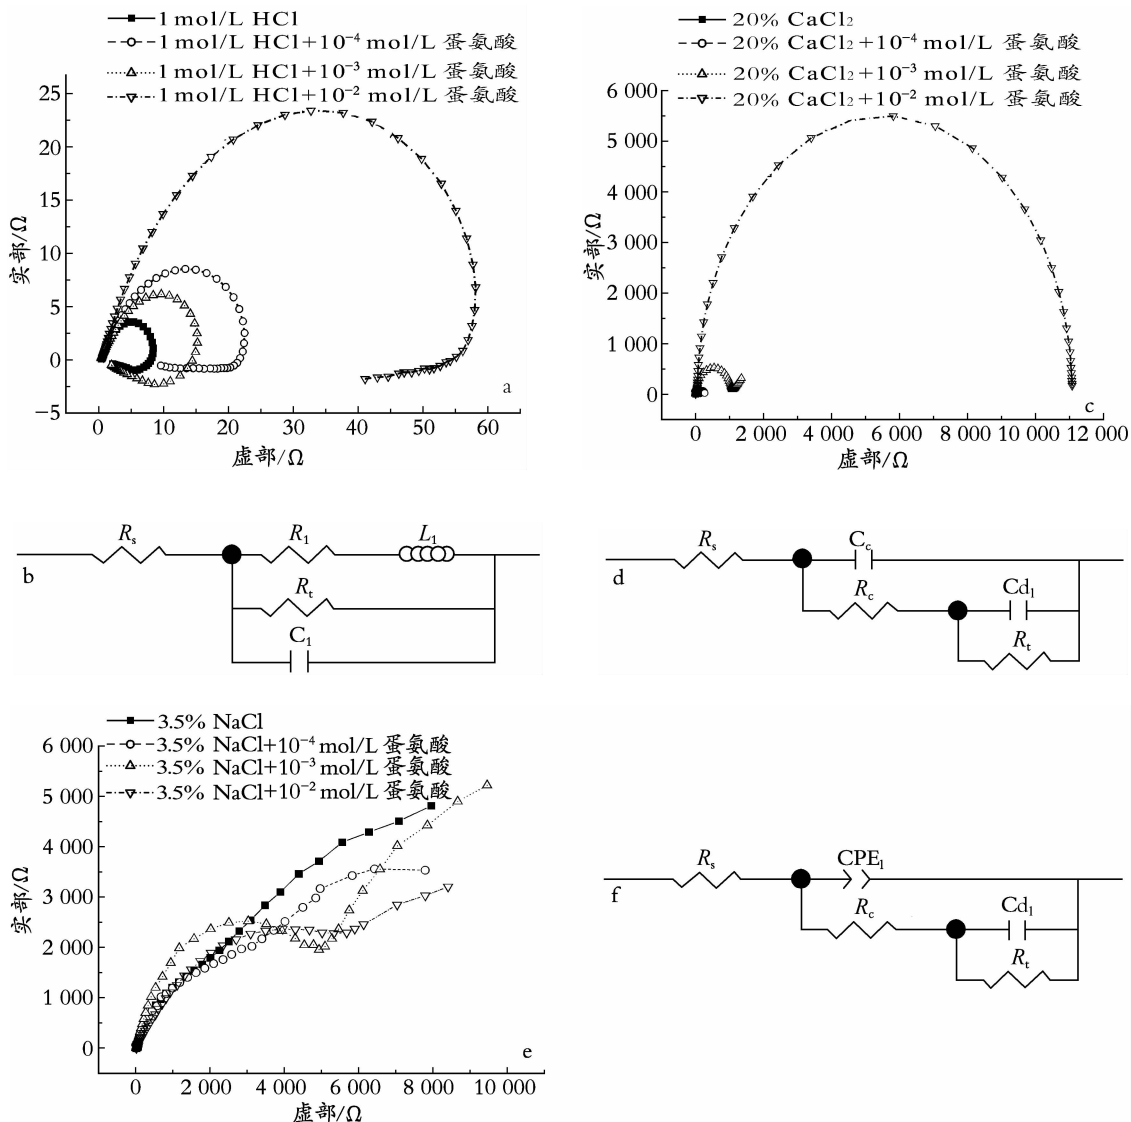 1 mol/L HCl
1 mol/L HCl+10⁻⁴ mol/L 蛋氨酸
1 mol/L HCl+10⁻³ mol/L 蛋氨酸
1 mol/L HCl+10⁻² mol/L 蛋氨酸
25
20
15
10
5
0
−5
实部/Ω
a
0 10 20 30 40 50 60
虚部/Ω
20% CaCl₂
20% CaCl₂+10⁻⁴ mol/L 蛋氨酸
20% CaCl₂+10⁻³ mol/L 蛋氨酸
20% CaCl₂+10⁻² mol/L 蛋氨酸
6 000
4 000
3 000
2 000
1 000
0
实部/Ω
c
0 2 000 4 000 6 000 8 000 10 000 12 000
虚部/Ω
Rs R1 L1
b
Rt
C1
Rs Cc
d
Rc Cd1
Rt
3.5% NaCl
3.5% NaCl+10⁻⁴ mol/L 蛋氨酸
3.5% NaCl+10⁻³ mol/L 蛋氨酸
3.5% NaCl+10⁻² mol/L 蛋氨酸
6 000
5 000
4 000
3 000
2 000
1 000
0
实部/Ω
e
0 2 000 4 000 6 000 8 000 10 000
虚部/Ω
Rs CPE1
f
Rc Cd1
Rt